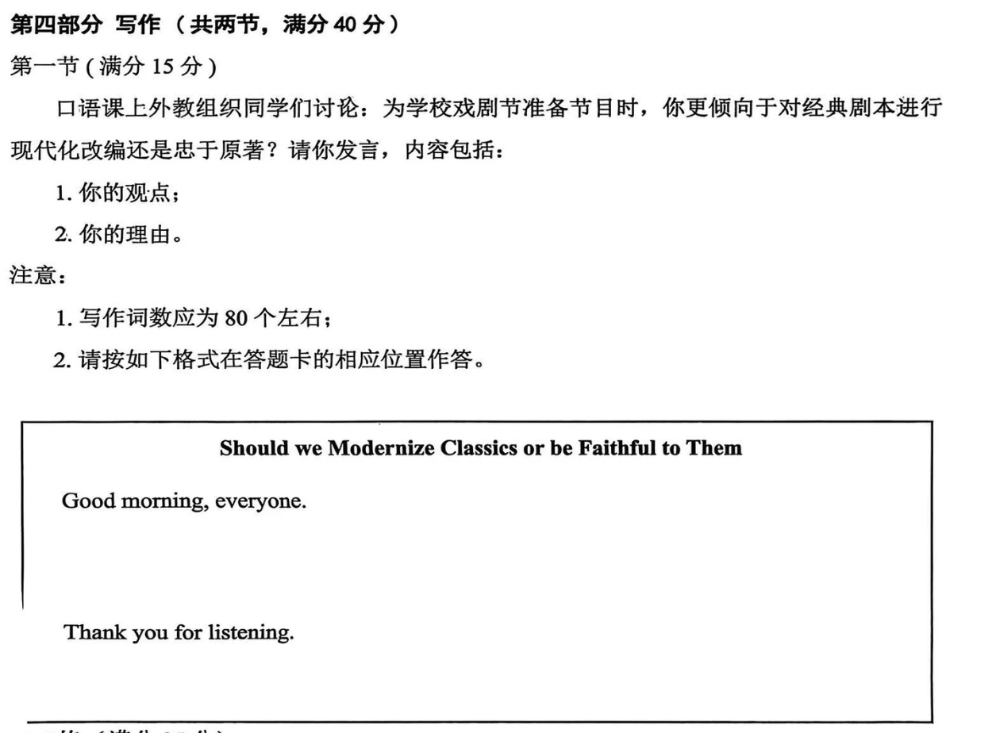 第四部分 写作 (共两节，满分 40 分)
第一节 (满分 15 分)
口语课上外教组织同学们讨论：为学校戏剧节准备节目时，你更倾向于对经典剧本进行
现代化改编还是忠于原著？请你发言，内容包括：
1. 你的观点；
2. 你的理由。
注意：
1. 写作词数应为 80 个左右；
2. 请按如下格式在答题卡的相应位置作答。
Should we Modernize Classics or be Faithful to Them
Good morning, everyone.
Thank you for listening.